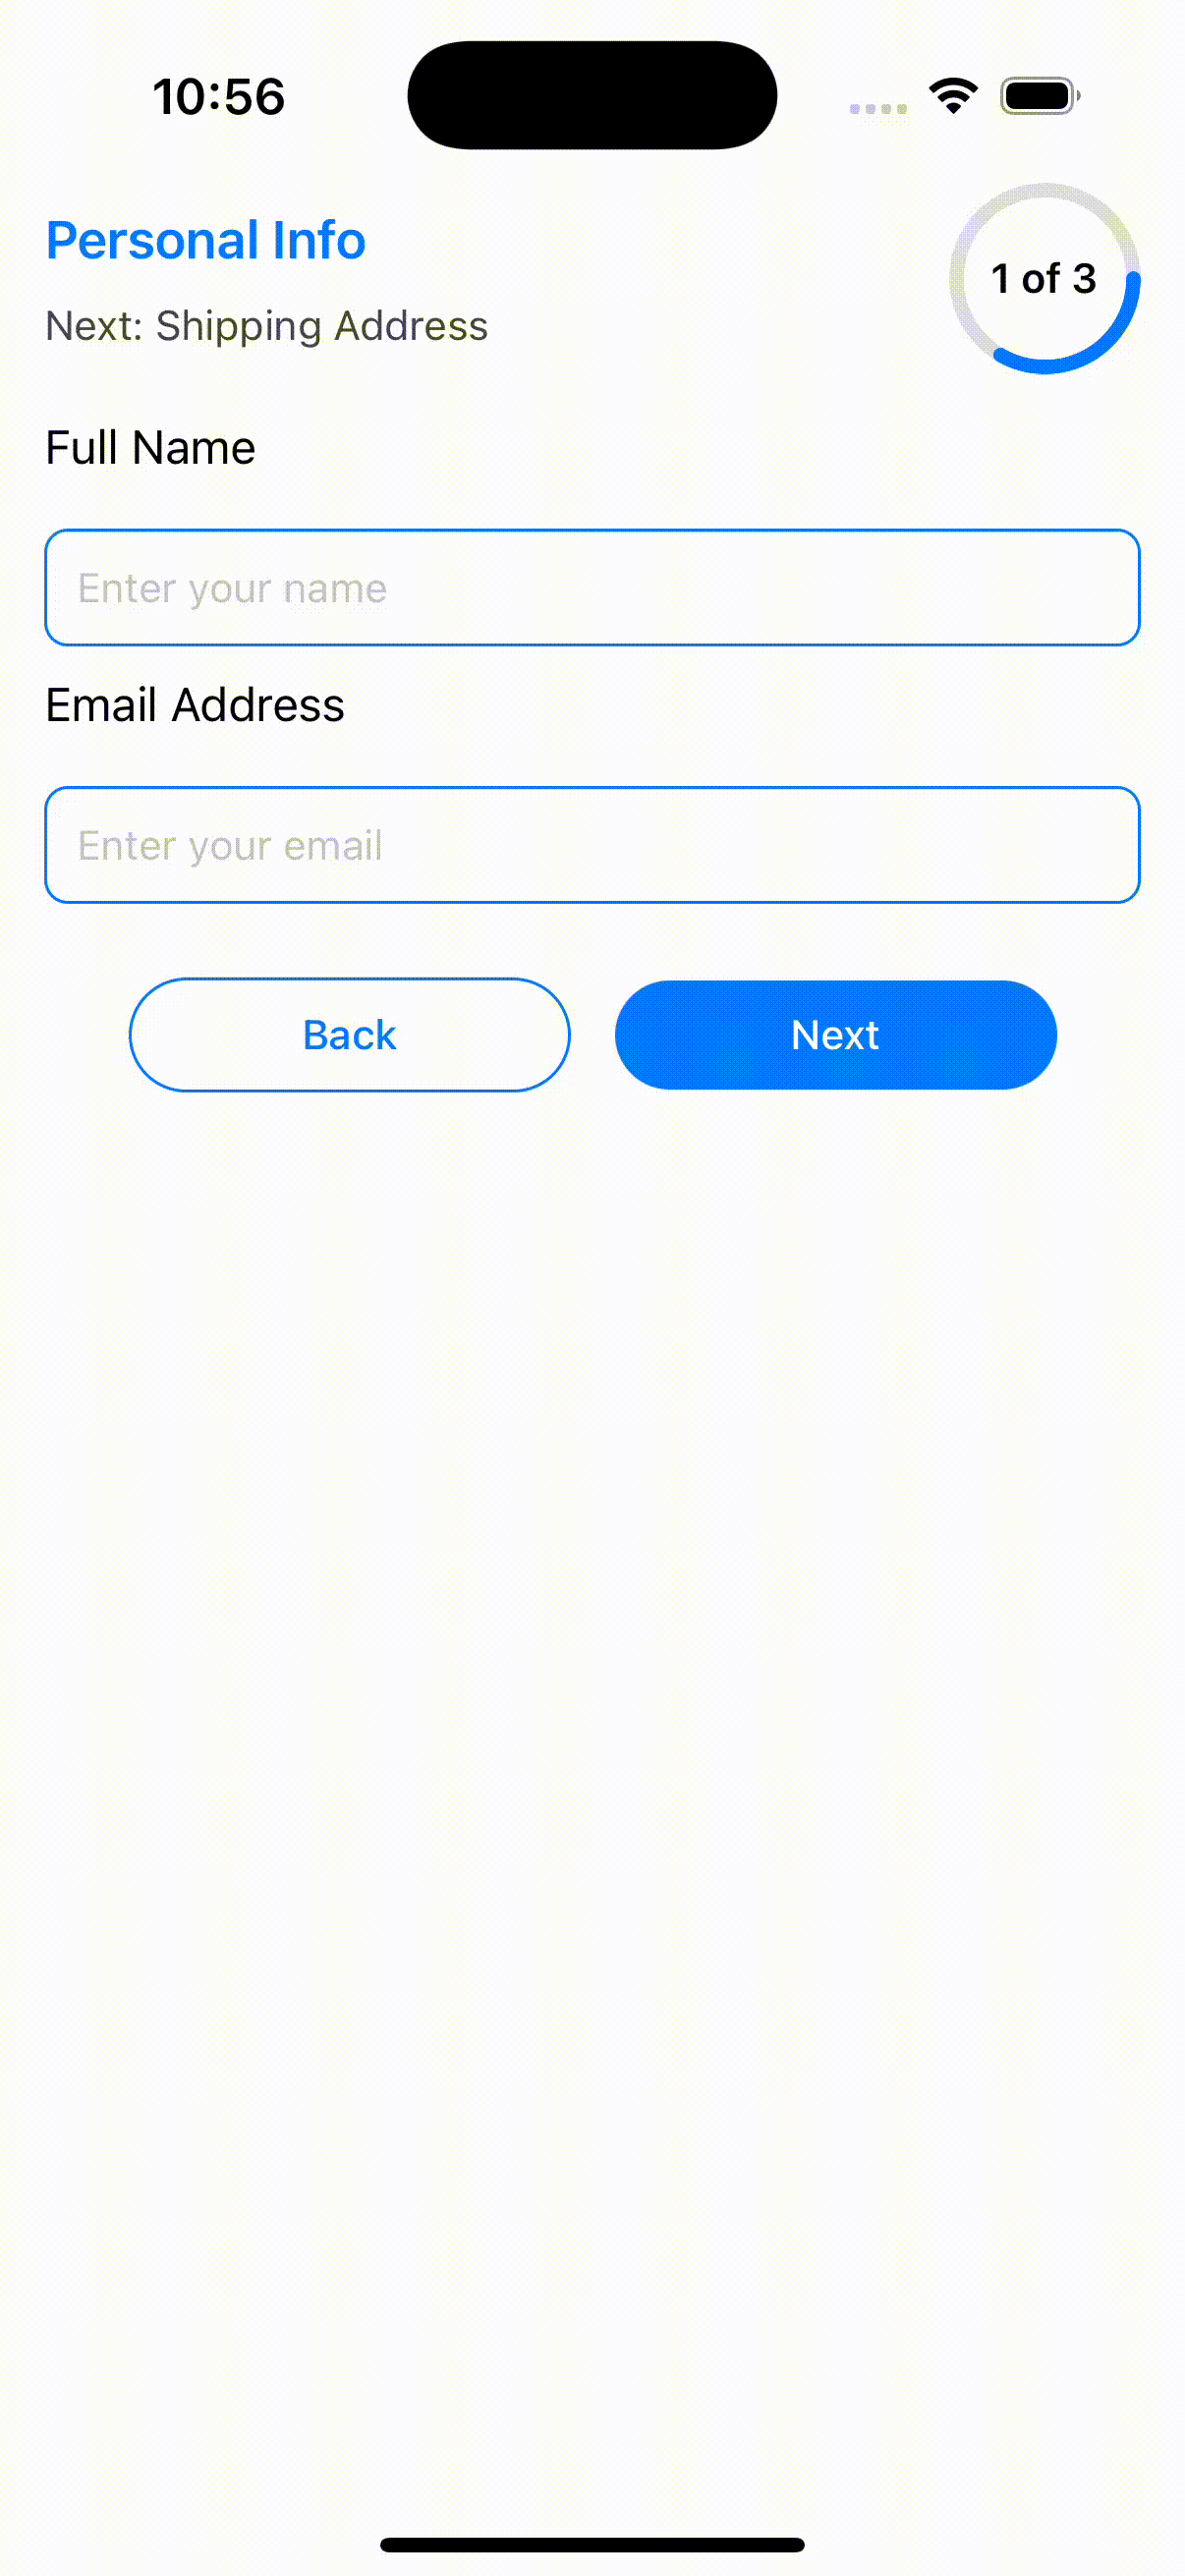 10:56
Personal Info
1 of 3
Next: Shipping Address
Full Name
Enter your name
Email Address
Enter your email
Back
Next